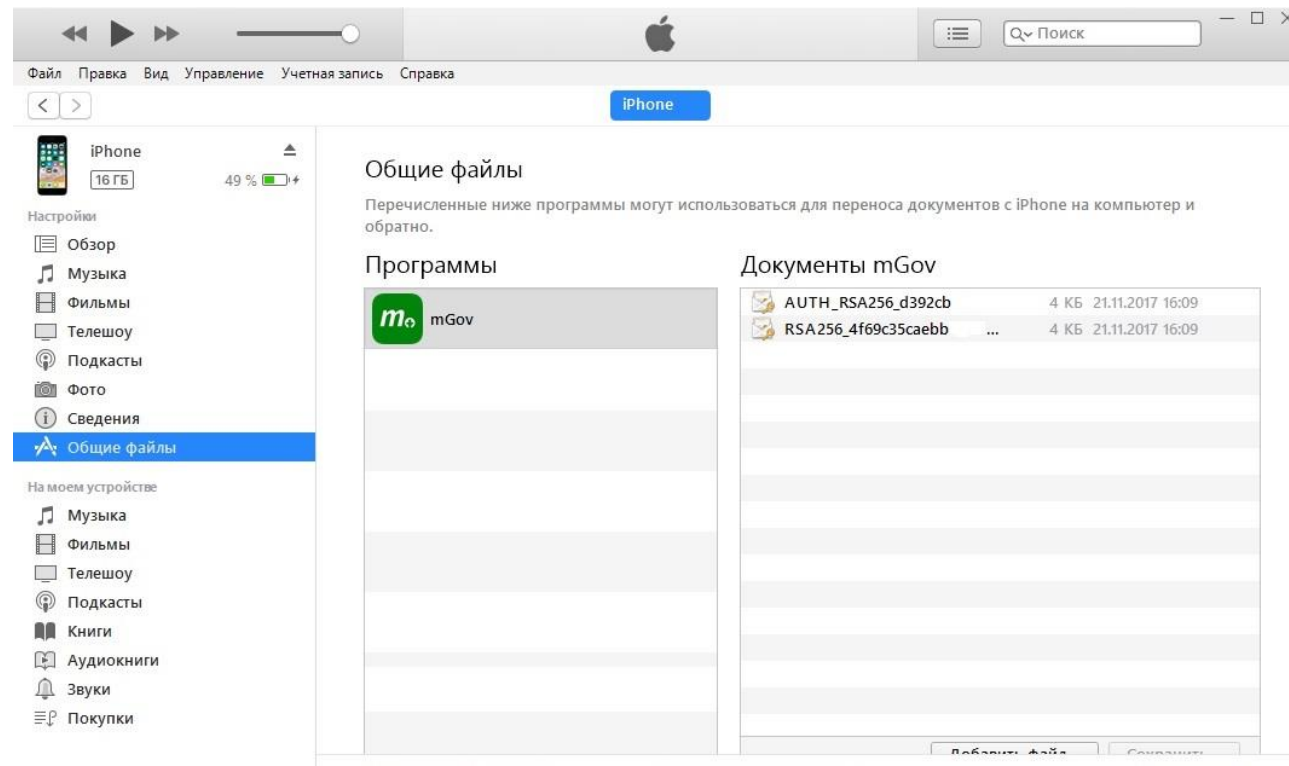 Поиск
Файл Правка Вид Управление Учетная запись Справка
iPhone
iPhone
16 ГБ 49 %
Настройки
Обзор
Музыка
Фильмы
Телешоу
Подкасты
Фото
Сведения
Общие файлы
На моем устройстве
Музыка
Фильмы
Телешоу
Подкасты
Книги
Аудиокниги
Звуки
Покупки
Общие файлы
Перечисленные ниже программы могут использоваться для переноса документов с iPhone на компьютер и
обратно.
Программы
mGov
Документы mGov
AUTH_RSA256_d392cb 4 КБ 21.11.2017 16:09
RSA256_4f69c35caebb ... 4 КБ 21.11.2017 16:09
Добавить файл... Сохранить...